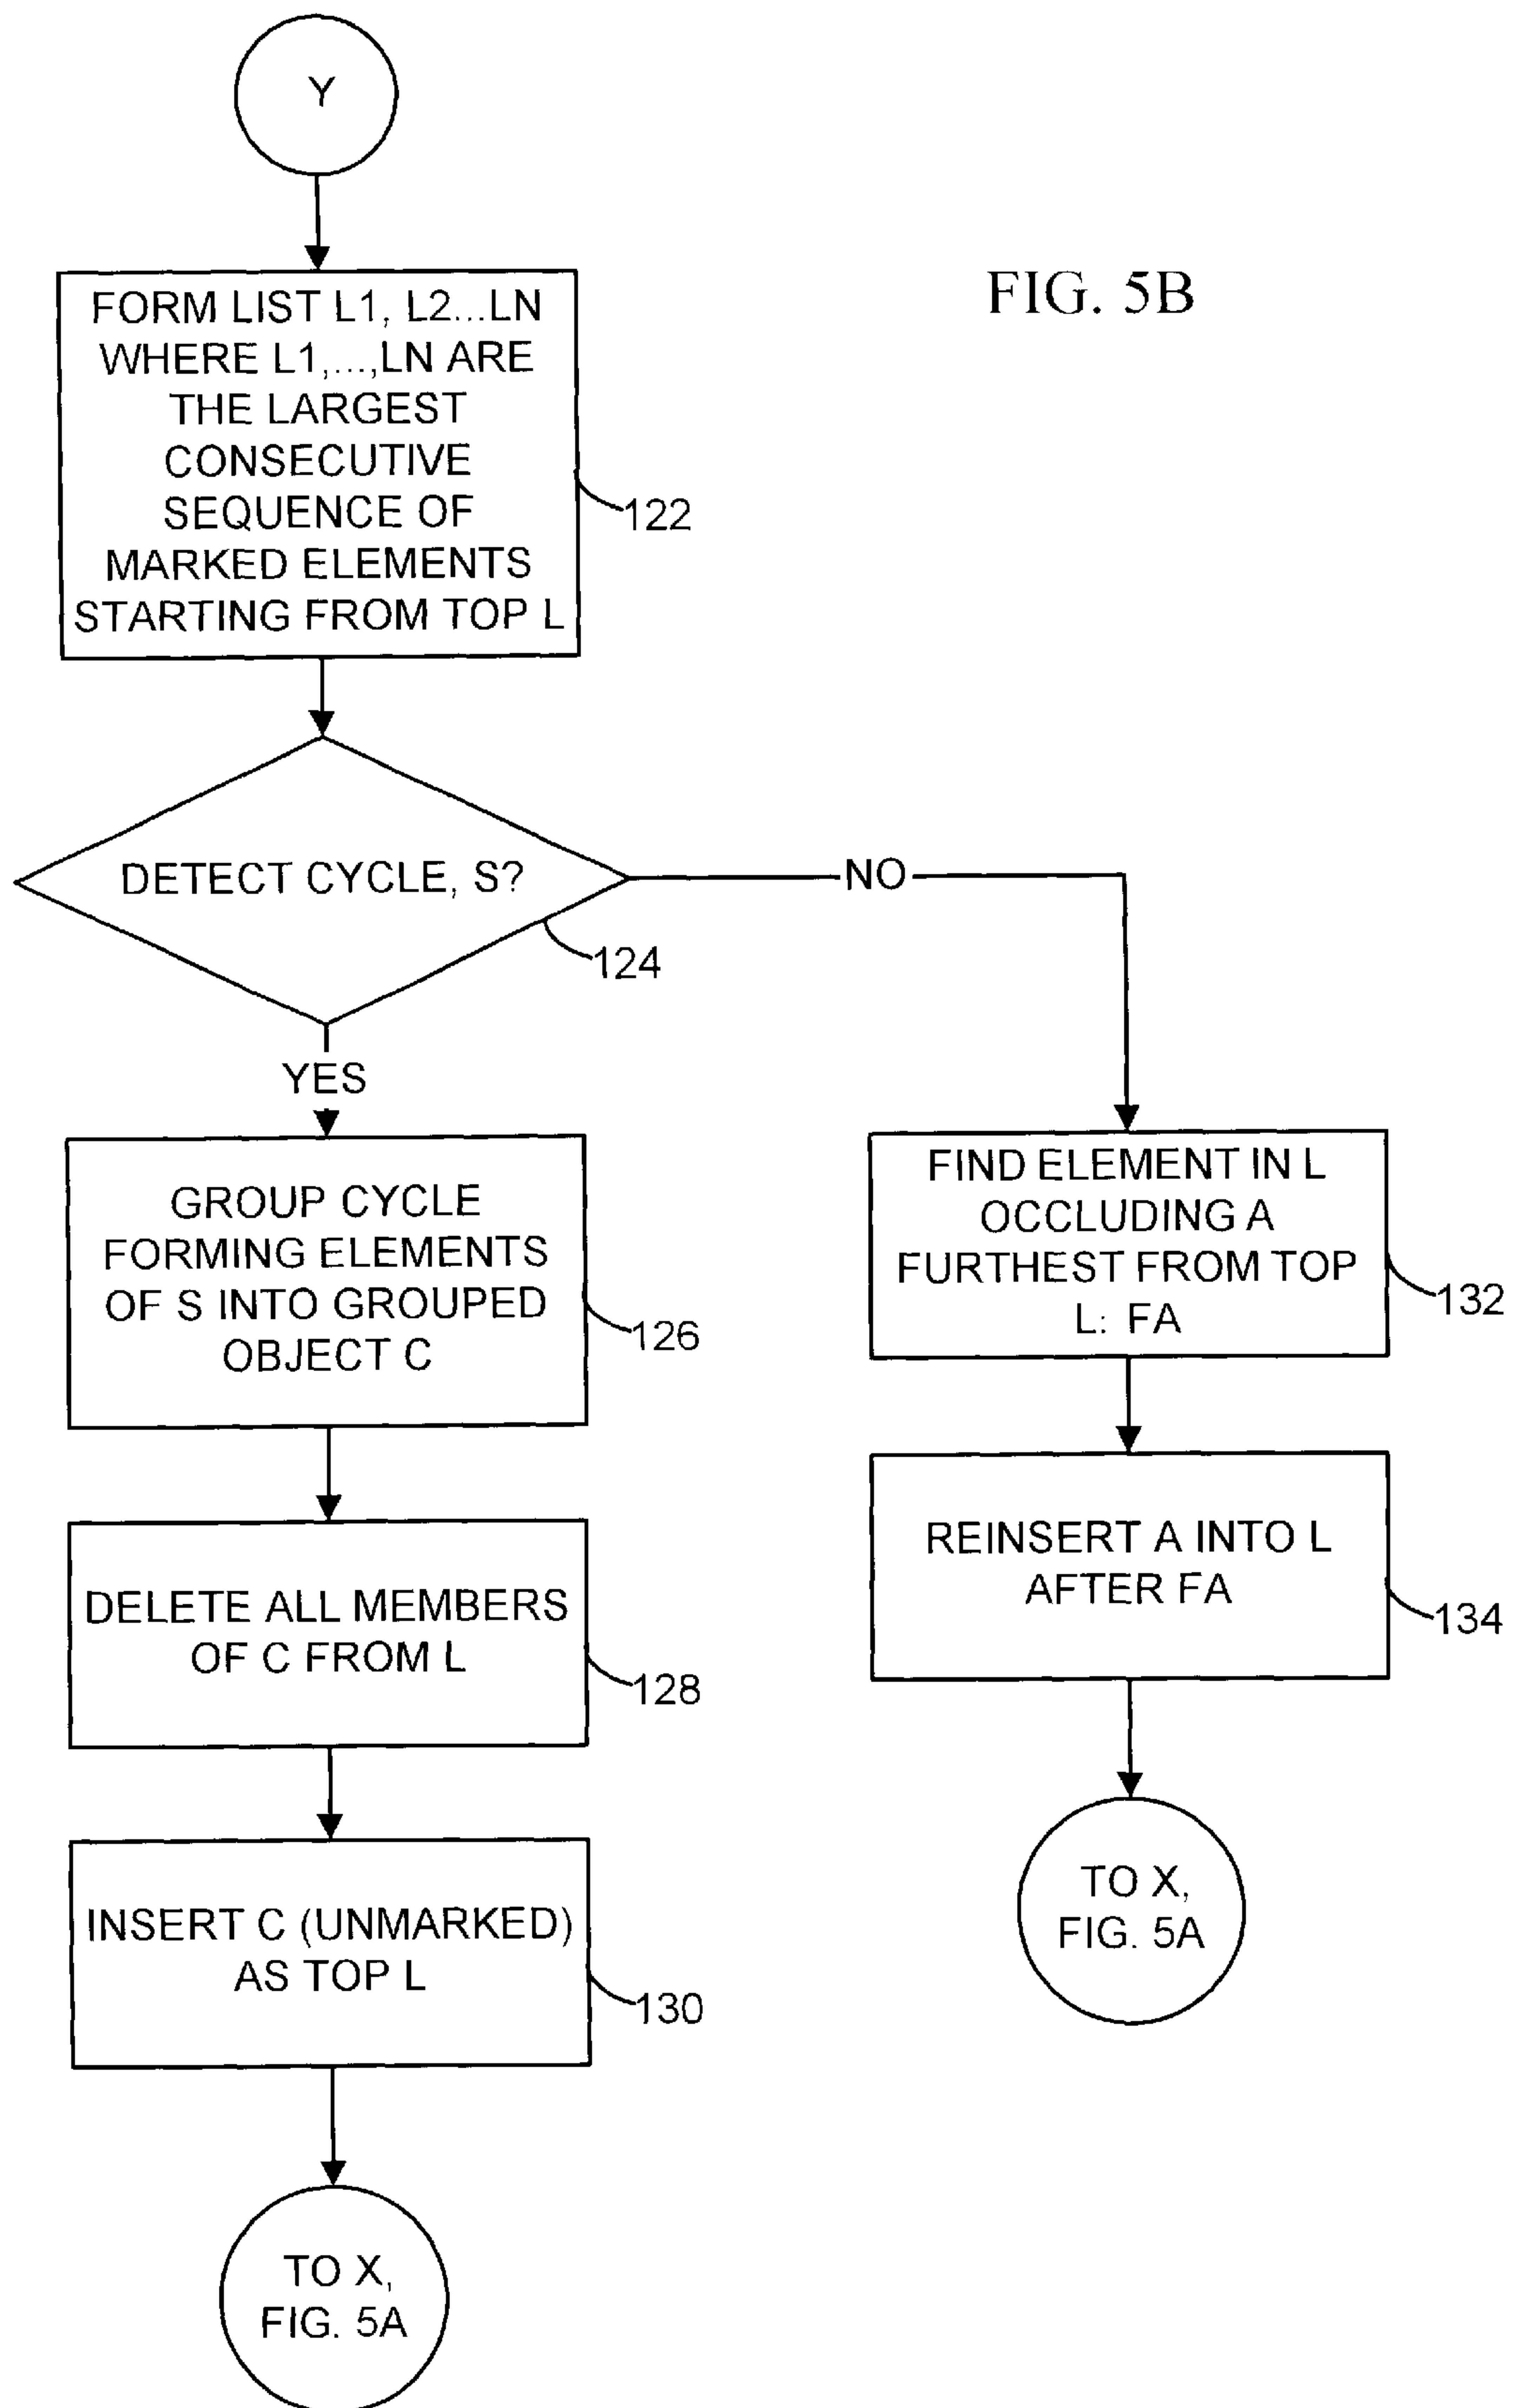 Y
FIG. 5B
FORM LIST L1, L2...LN
WHERE L1,...,LN ARE
THE LARGEST
CONSECUTIVE
SEQUENCE OF
MARKED ELEMENTS
STARTING FROM TOP L
122
DETECT CYCLE, S?
NO
124
YES
GROUP CYCLE
FORMING ELEMENTS
OF S INTO GROUPED
OBJECT C
126
FIND ELEMENT IN L
OCCLUDING A
FURTHEST FROM TOP
L: FA
132
DELETE ALL MEMBERS
OF C FROM L
128
REINSERT A INTO L
AFTER FA
134
INSERT C (UNMARKED)
AS TOP L
130
TO X,
FIG. 5A
TO X,
FIG. 5A